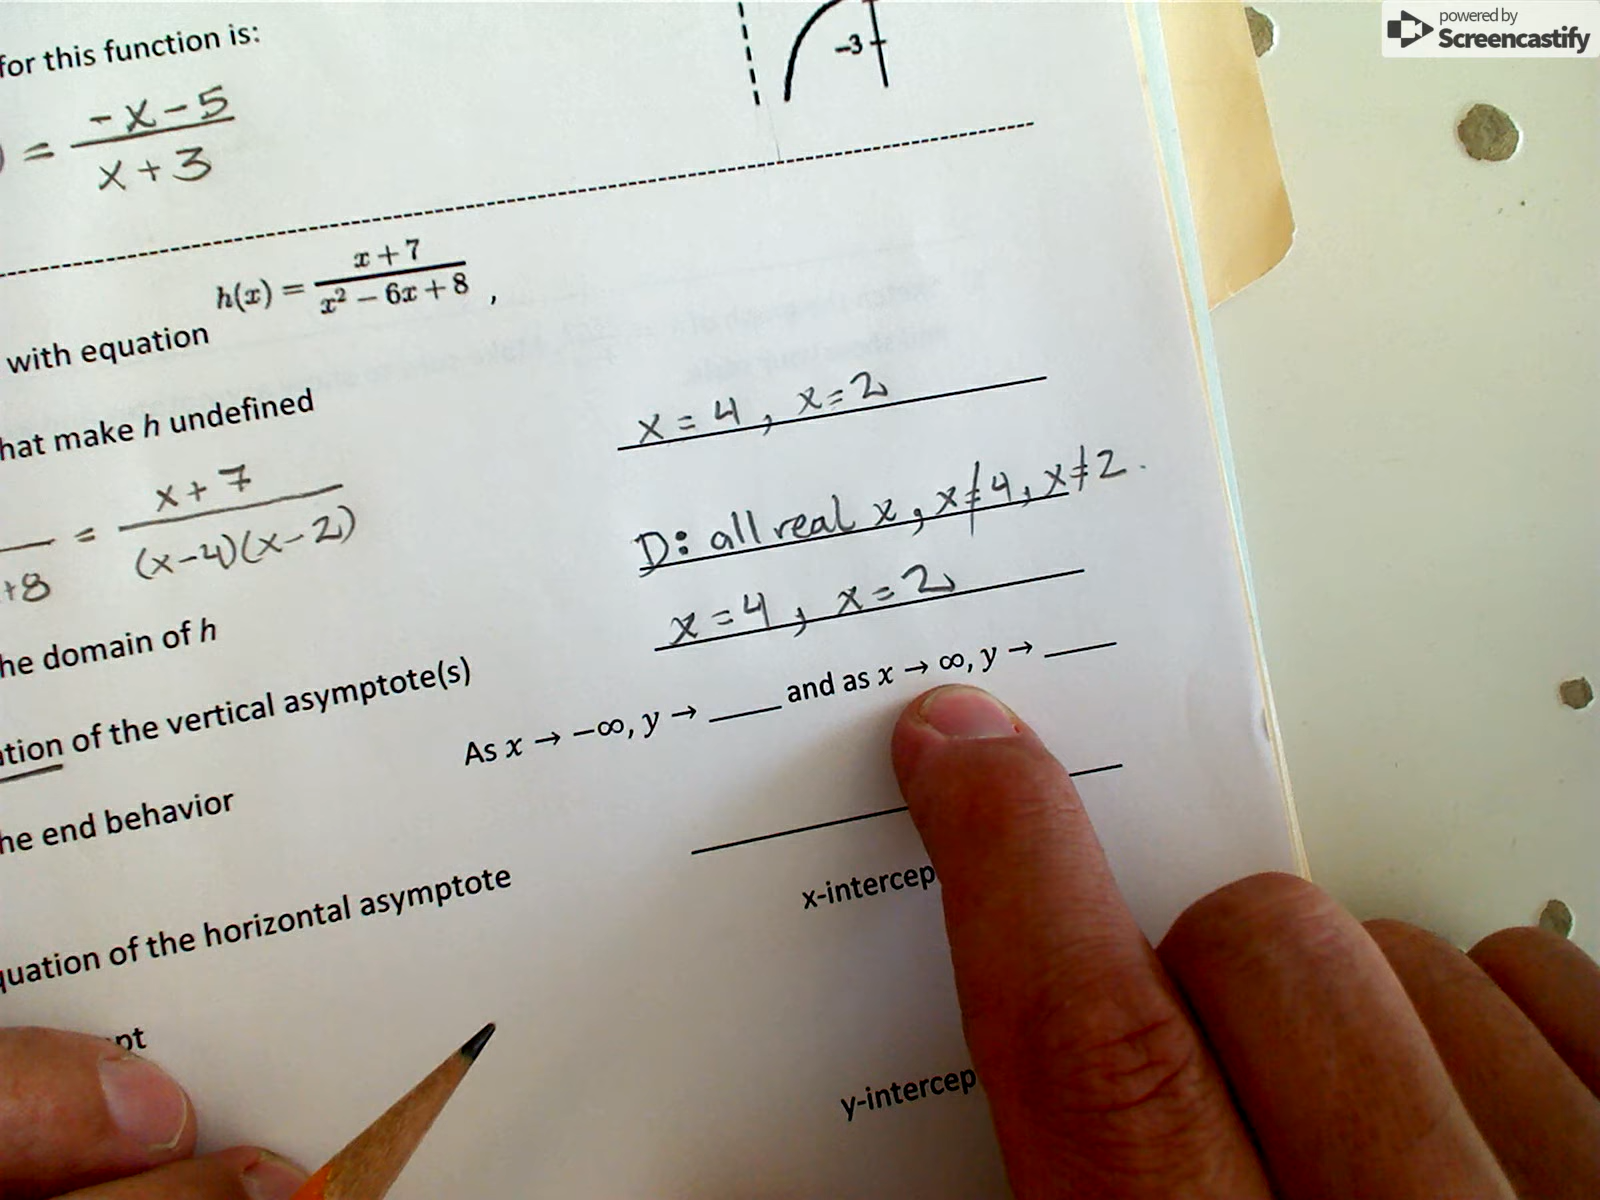 powered by
Screencastify
for this function is:
-3
= -x-5 / x+3
h(x) = x + 7 / x² − 6x + 8 ,
with equation
hat make h undefined
x=4, x=2
+8 = x+7 / (x-4)(x-2)
D: all real x, x≠4, x≠2.
he domain of h
x=4, x=2
ation of the vertical asymptote(s)
As x → −∞, y → ____ and as x → ∞, y → ____
he end behavior
quation of the horizontal asymptote
x-intercep
pt
y-intercep